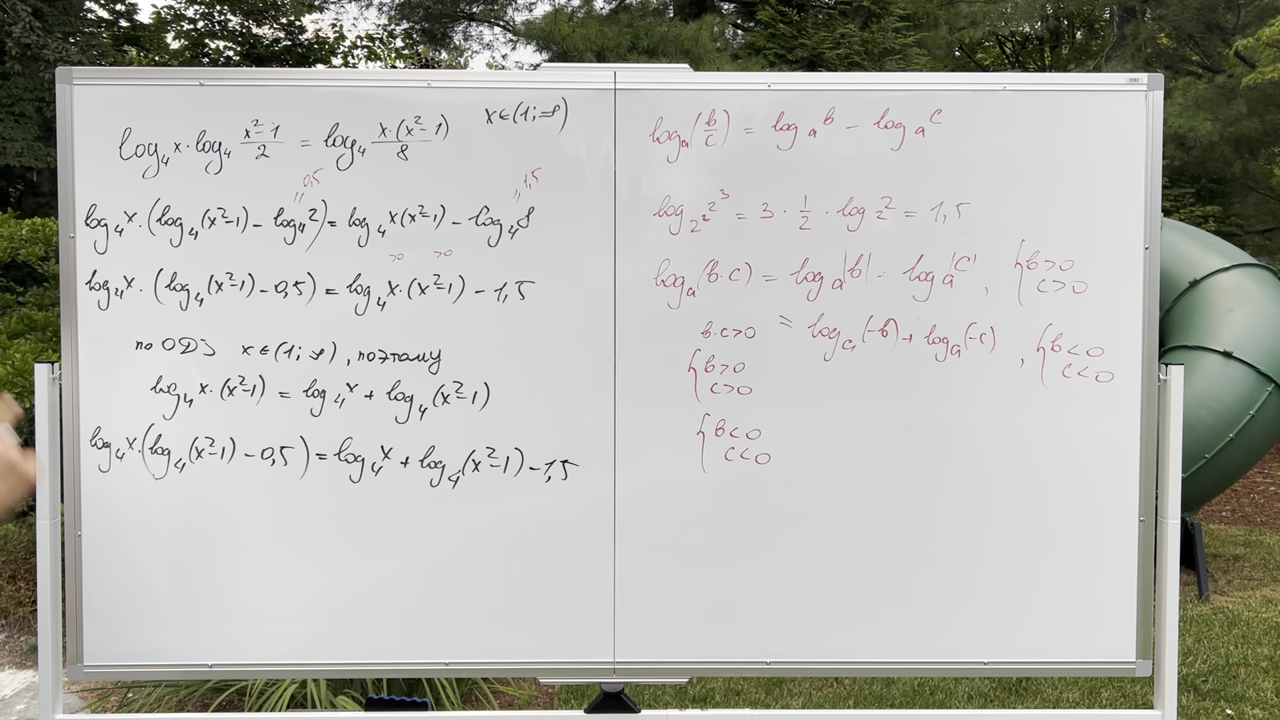 x∈(1;∞)
log₄x·log₄ (x²-1)/2 = log₄ (x·(x²-1))/8
0,5
1,5
log₄x·(log₄(x²-1) - log₄2) = log₄x(x²-1) - log₄8
>0 >0
log₄x·(log₄(x²-1) - 0,5) = log₄x·(x²-1) - 1,5
по ОДЗ x∈(1;∞), поэтому
log₄x·(x²-1) = log₄x + log₄(x²-1)
log₄x·(log₄(x²-1) - 0,5) = log₄x + log₄(x²-1) - 1,5
logₐ(b/c) = logₐb - logₐc
log_{2²}2³ = 3·1/2·log₂2 = 1,5
logₐ(b·c) = logₐ|b| · logₐ|c|, {b>0
c>0
b·c>0 = logₐ(-b) + logₐ(-c), {b<0
c<0
{b>0
c>0
{b<0
c<0